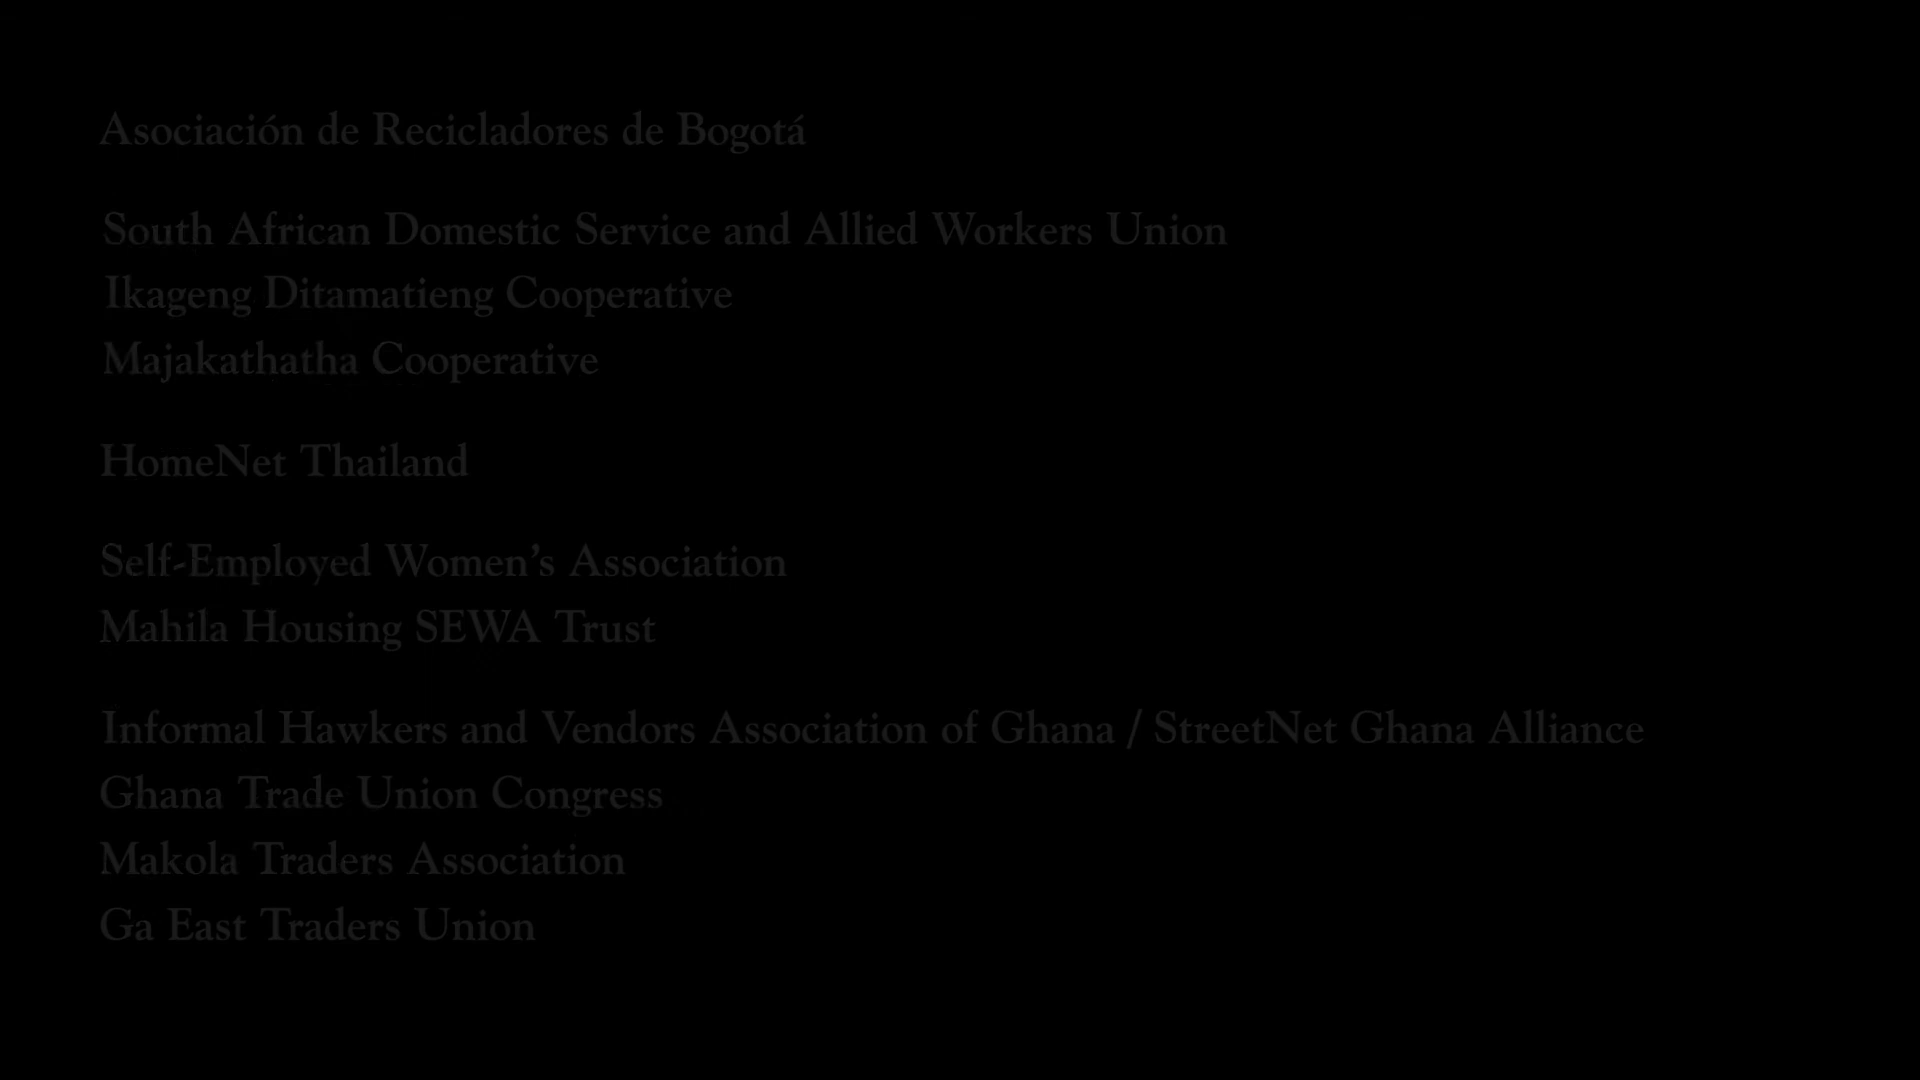 Asociación de Recicladores de Bogotá
South African Domestic Service and Allied Workers Union
Ikageng Ditamatieng Cooperative
Majakathatha Cooperative
HomeNet Thailand
Self-Employed Women’s Association
Mahila Housing SEWA Trust
Informal Hawkers and Vendors Association of Ghana / StreetNet Ghana Alliance
Ghana Trade Union Congress
Makola Traders Association
Ga East Traders Union